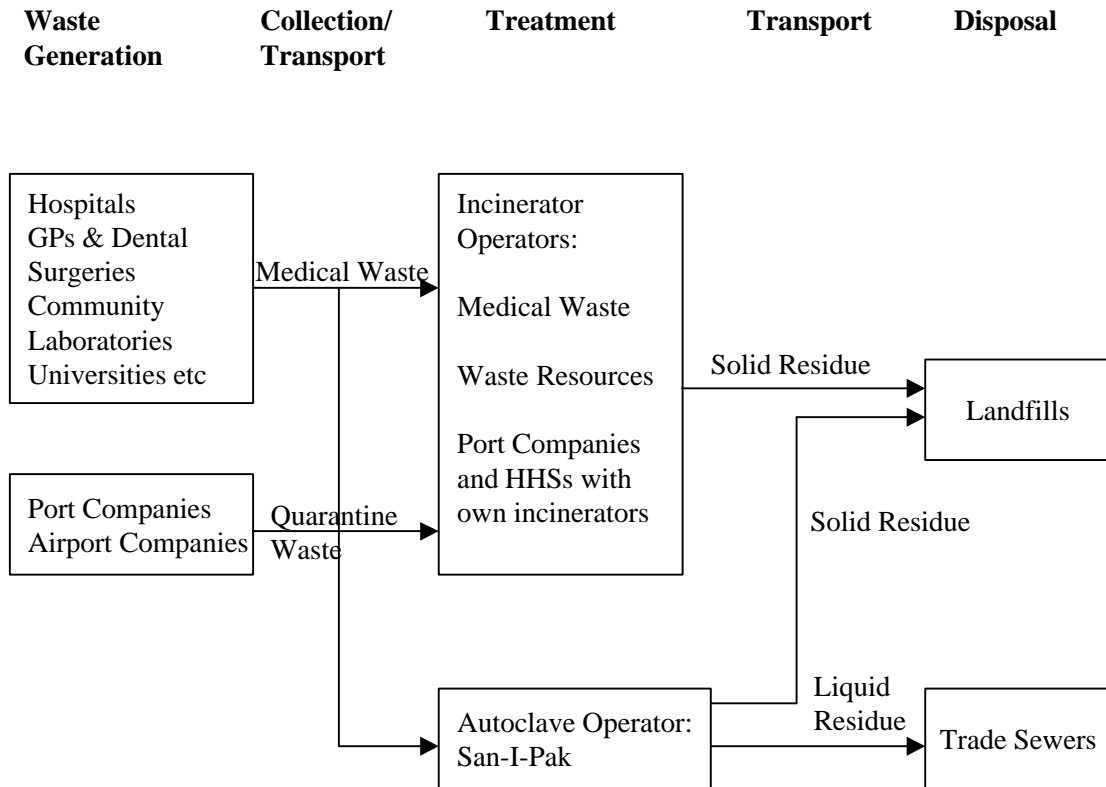 Waste
Generation
Collection/
Transport
Treatment
Transport
Disposal
Hospitals
GPs & Dental
Surgeries
Community
Laboratories
Universities etc
Medical Waste
Incinerator
Operators:
Medical Waste
Waste Resources
Port Companies
and HHSs with
own incinerators
Solid Residue
Landfills
Port Companies
Airport Companies
Quarantine
Waste
Solid Residue
Autoclave Operator:
San-I-Pak
Liquid
Residue
Trade Sewers